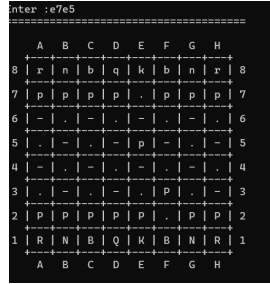 nter :e7e5
=========================================
A B C D E F G H
+---+---+---+---+---+---+---+---+
8 | r | n | b | q | k | b | n | r | 8
+---+---+---+---+---+---+---+---+
7 | p | p | p | p | . | p | p | p | 7
+---+---+---+---+---+---+---+---+
6 | - | . | - | . | - | . | - | . | 6
+---+---+---+---+---+---+---+---+
5 | . | - | . | - | p | - | . | - | 5
+---+---+---+---+---+---+---+---+
4 | - | . | - | . | - | . | - | . | 4
+---+---+---+---+---+---+---+---+
3 | . | - | . | - | . | P | . | - | 3
+---+---+---+---+---+---+---+---+
2 | P | P | P | P | P | . | P | P | 2
+---+---+---+---+---+---+---+---+
1 | R | N | B | Q | K | B | N | R | 1
+---+---+---+---+---+---+---+---+
A B C D E F G H